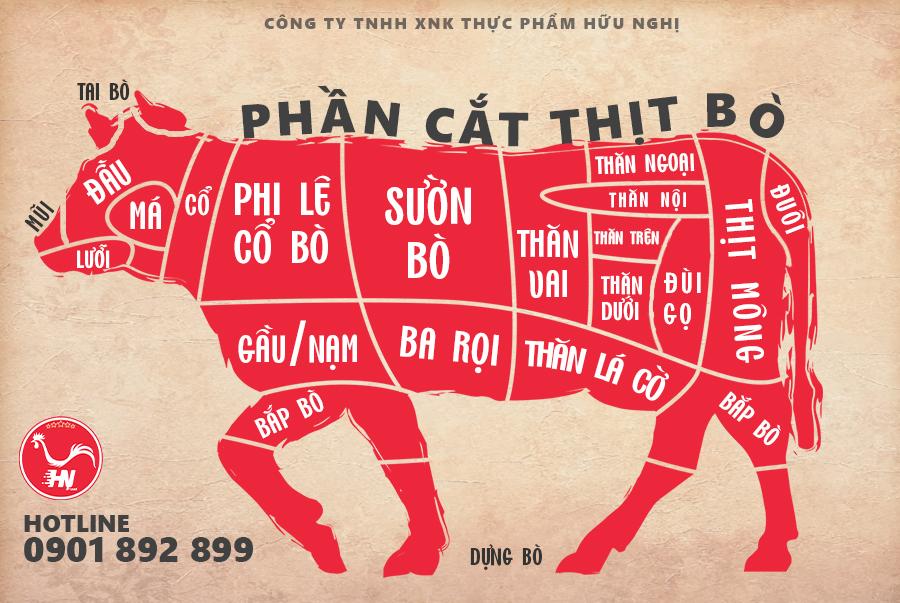 CÔNG TY TNHH XNK THỰC PHẨM HỮU NGHỊ
PHẦN CẮT THỊT BÒ
TAI BÒ
ĐẦU
MÁ
MŨI
LƯỠI
CỔ
PHI LÊ
CỔ BÒ
SƯỜN
BÒ
THĂN
VAI
THĂN NGOẠI
THĂN NỘI
THĂN TRÊN
THĂN
DƯỚI
ĐÙI
GỌ
THỊT MÔNG
ĐUÔI
GẦU/NẠM
BA RỌI
THĂN LÁ CỜ
BẮP BÒ
BẮP BÒ
HN
HOTLINE
0901 892 899
DỰNG BÒ